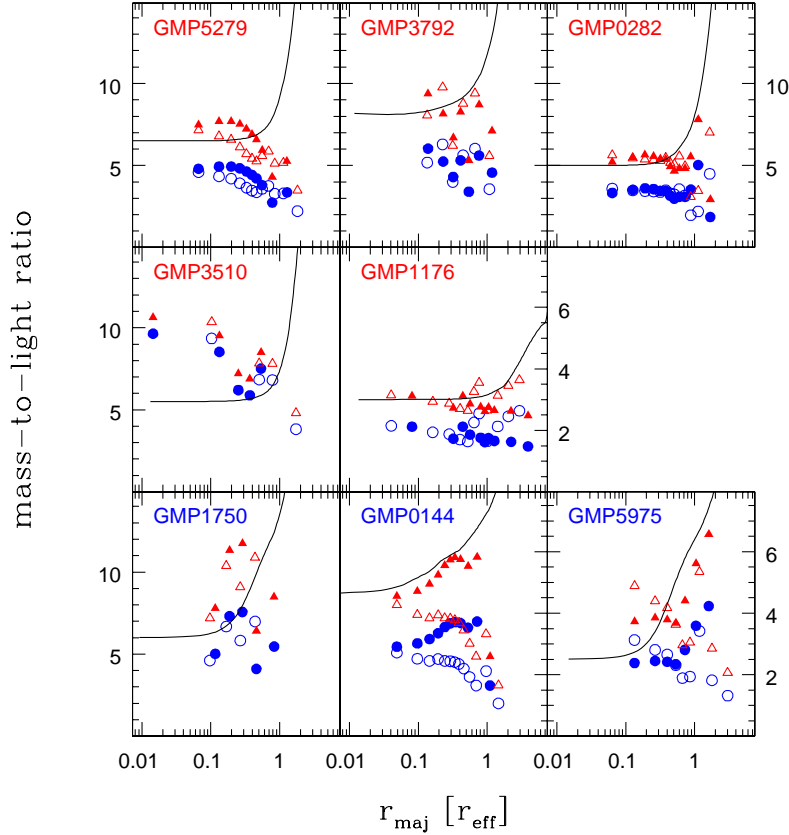 GMP5279 GMP3792 GMP0282
10 10
5 5
GMP3510 GMP1176
10 6
5 4
2
GMP1750 GMP0144 GMP5975
10 6
5 4
2
0.01 0.1 1 0.01 0.1 1 0.01 0.1 1
mass-to-light ratio
r_maj [r_eff]